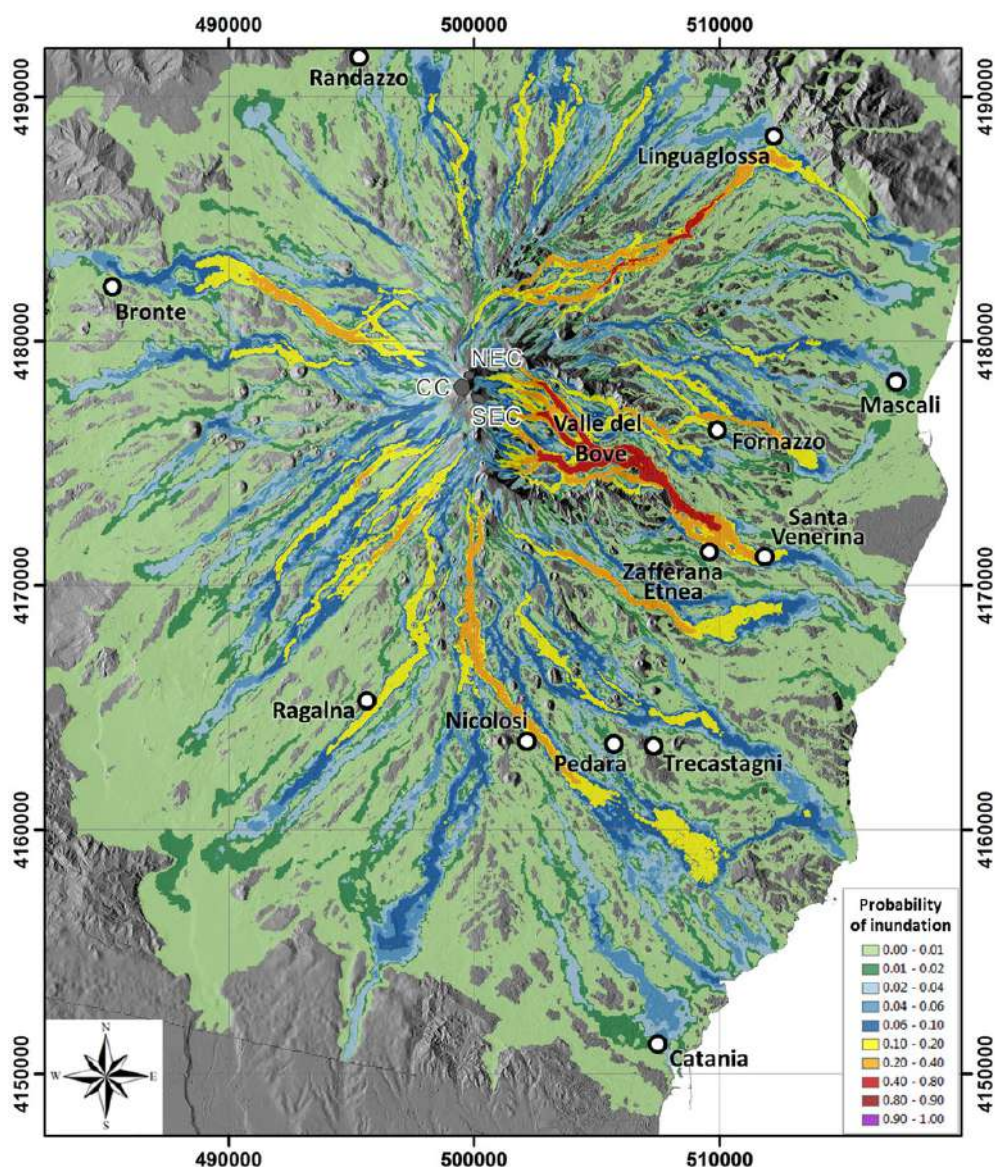 490000
500000
510000
4190000
4190000
Randazzo
Linguaglossa
Bronte
4180000
4180000
NEC
CC
SEC
Mascali
Valle del
Bove
Fornazzo
Santa
Venerina
Zafferana
Etnea
4170000
4170000
Ragalna
Nicolosi
Pedara
Trecastagni
4160000
4160000
Probability
of inundation
0.00 - 0.01
0.01 - 0.02
0.02 - 0.04
0.04 - 0.06
0.06 - 0.10
0.10 - 0.20
0.20 - 0.40
0.40 - 0.80
0.80 - 0.90
0.90 - 1.00
N
W
E
S
Catania
4150000
4150000
490000
500000
510000